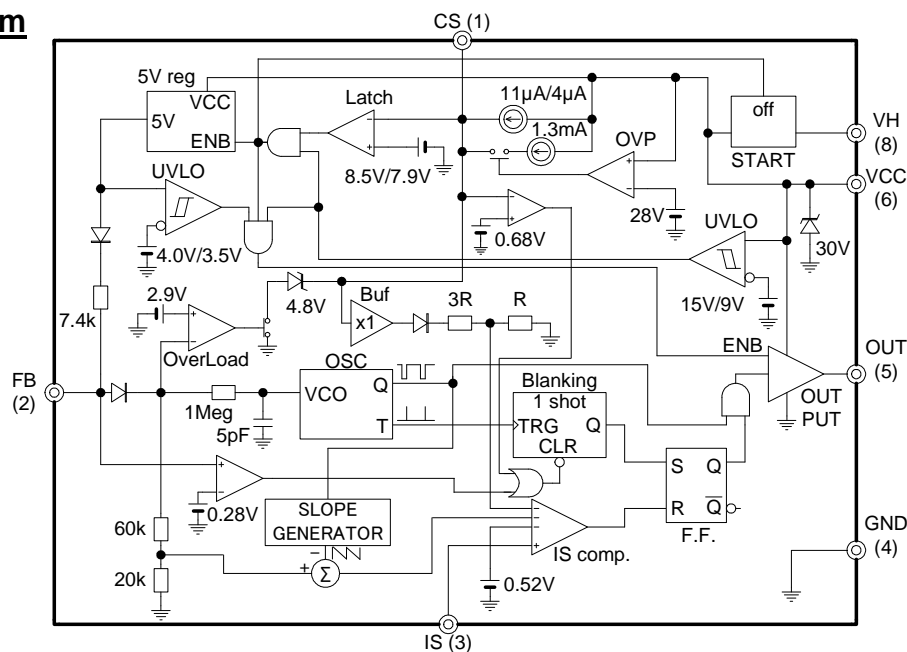 m
CS (1)
5V reg
VCC
5V
ENB
Latch
11µA/4µA
1.3mA
OVP
off
START
VH
(8)
VCC
(6)
8.5V/7.9V
UVLO
4.0V/3.5V
0.68V
28V
UVLO
30V
15V/9V
2.9V
4.8V
7.4k
OverLoad
Buf
x1
3R
R
ENB
OUT
(5)
OUT
PUT
FB
(2)
1Meg
5pF
OSC
VCO
Q
T
Blanking
1 shot
TRG
Q
CLR
S
Q
R
Q
F.F.
0.28V
SLOPE
GENERATOR
60k
20k
−
+
Σ
IS comp.
0.52V
GND
(4)
IS (3)